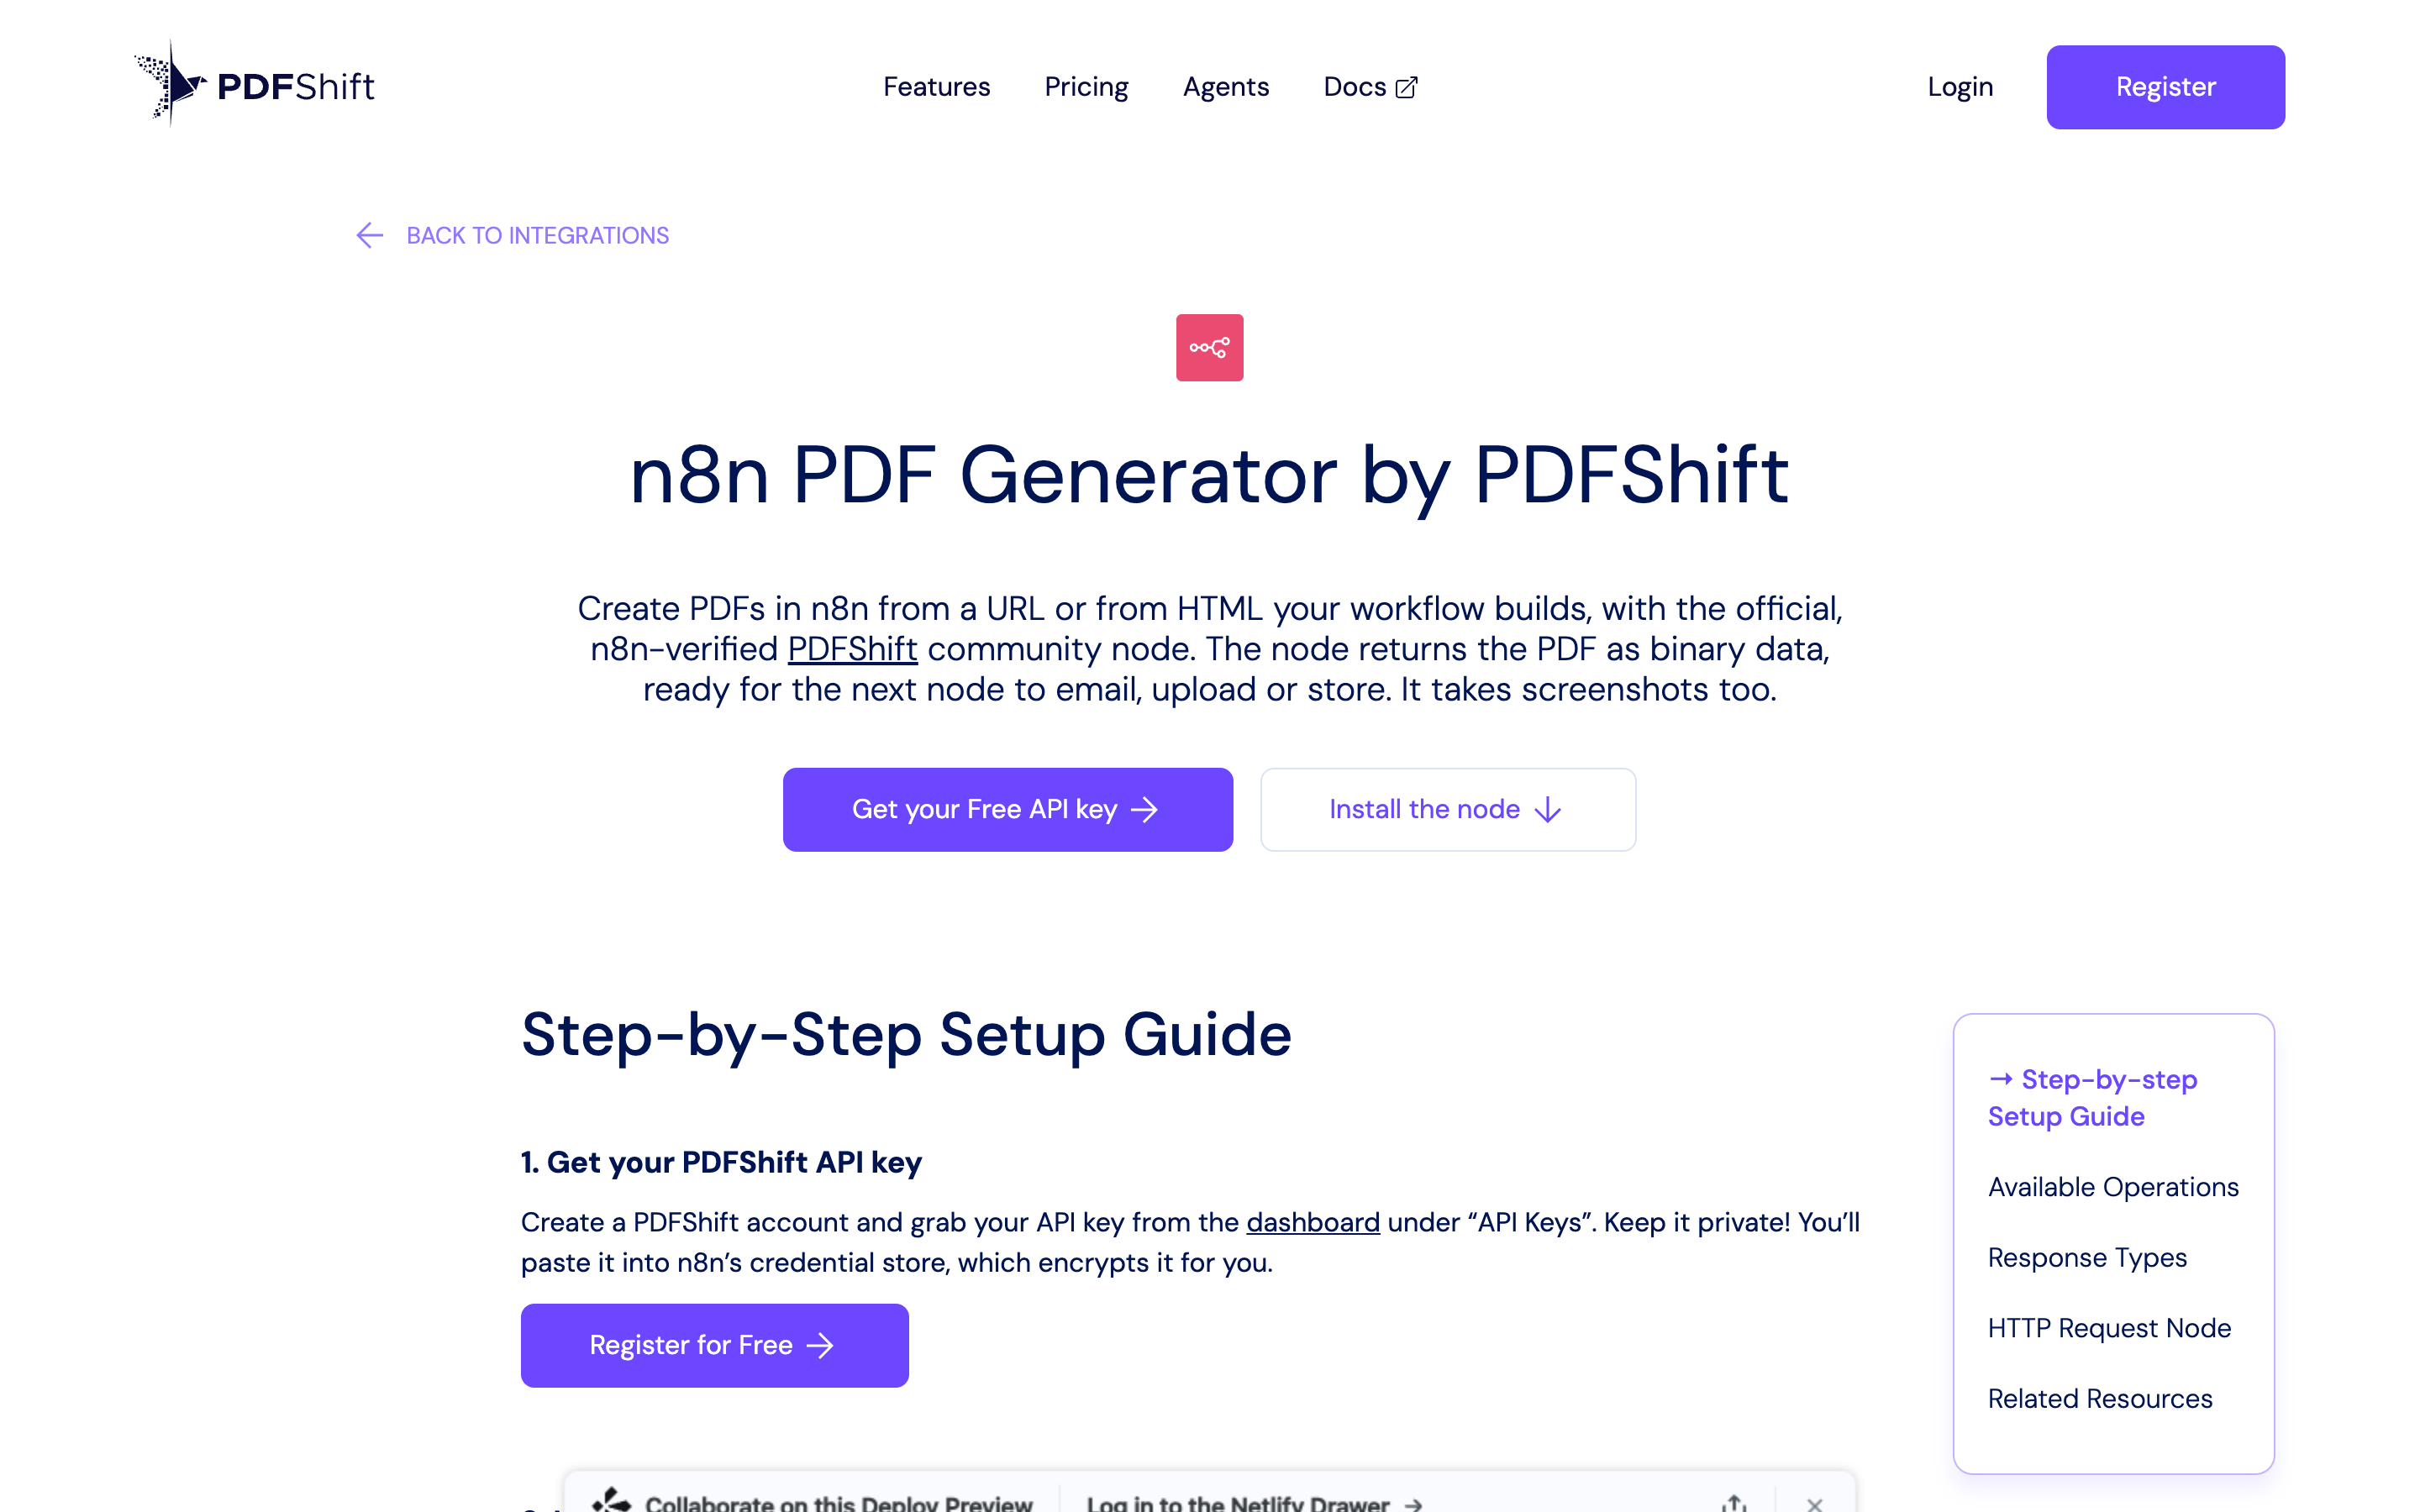 PDFShift
Features
Pricing
Agents
Docs
Login
Register
BACK TO INTEGRATIONS
n8n PDF Generator by PDFShift
Create PDFs in n8n from a URL or from HTML your workflow builds, with the official,
n8n-verified PDFShift community node. The node returns the PDF as binary data,
ready for the next node to email, upload or store. It takes screenshots too.
Get your Free API key →
Install the node ↓
Step-by-Step Setup Guide
1. Get your PDFShift API key
Create a PDFShift account and grab your API key from the dashboard under “API Keys”. Keep it private! You’ll
paste it into n8n’s credential store, which encrypts it for you.
Register for Free →
→ Step-by-step
Setup Guide
Available Operations
Response Types
HTTP Request Node
Related Resources
Collaborate on this Deploy Preview
Log in to the Netlify Drawer →